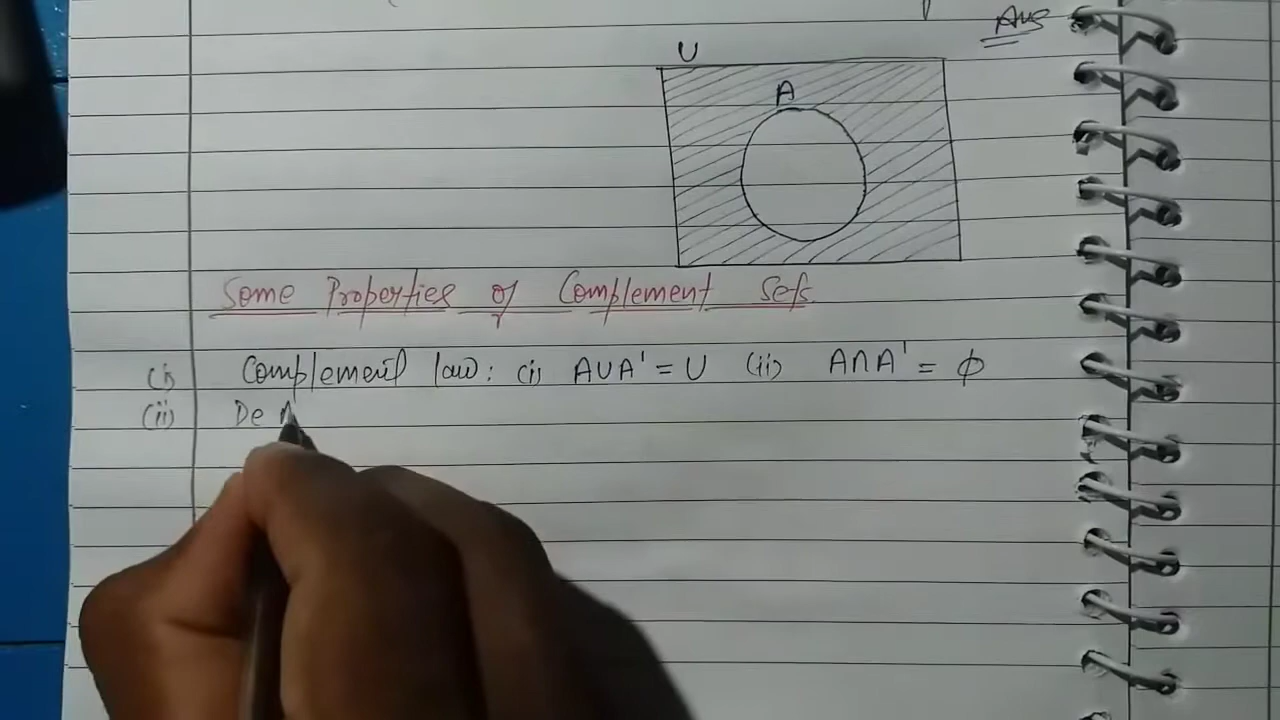 Ans
U
A
Some Properties of Complement Sets
(i) Complement law: (i) A∪A' = U (ii) A∩A' = ϕ
(ii) De